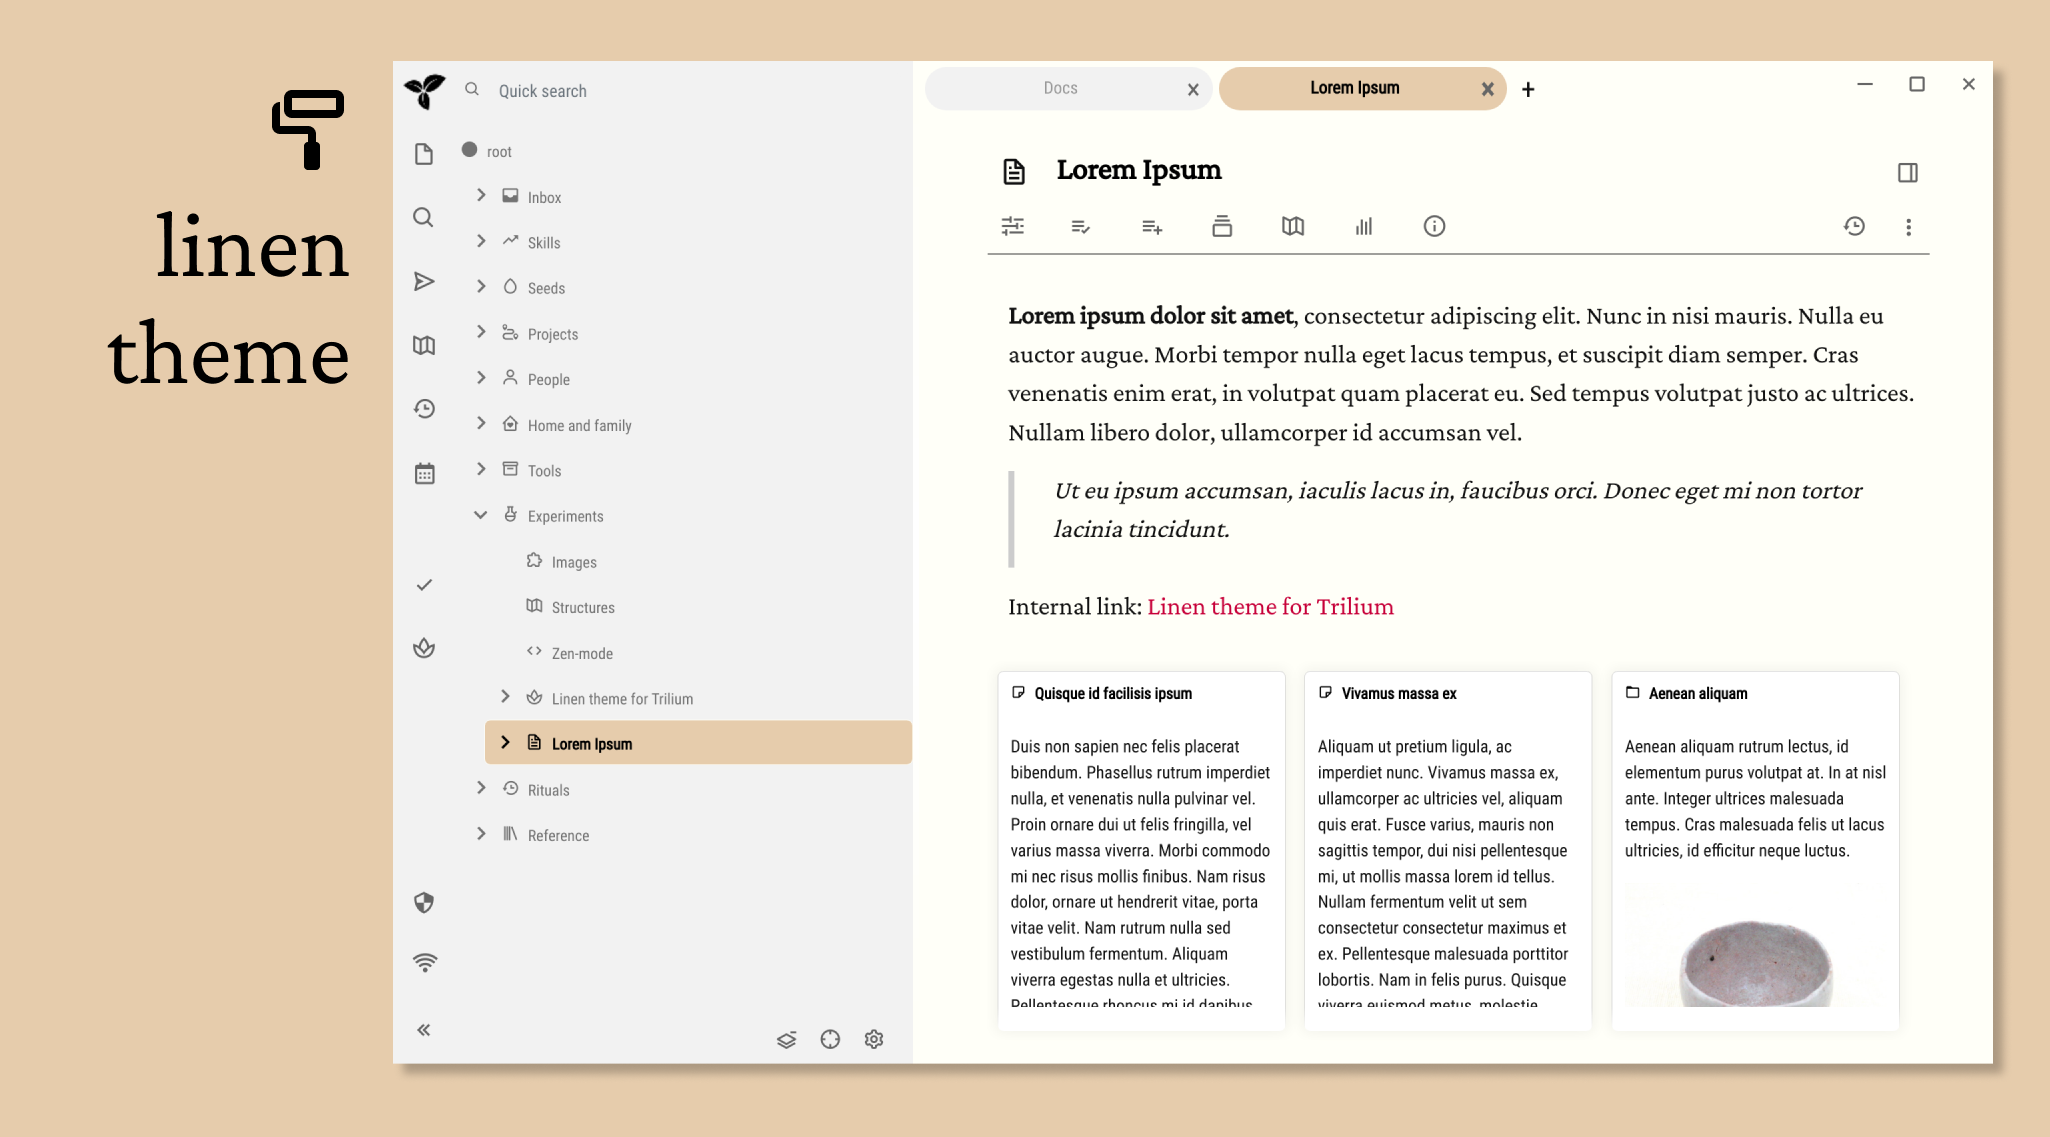 linen
theme
Quick search
root
Inbox
Skills
Seeds
Projects
People
Home and family
Tools
Experiments
Images
Structures
Zen-mode
Linen theme for Trilium
Lorem Ipsum
Rituals
Reference
Docs
Lorem Ipsum
Lorem Ipsum
Lorem ipsum dolor sit amet, consectetur adipiscing elit. Nunc in nisi mauris. Nulla eu
auctor augue. Morbi tempor nulla eget lacus tempus, et suscipit diam semper. Cras
venenatis enim erat, in volutpat quam placerat eu. Sed tempus volutpat justo ac ultrices.
Nullam libero dolor, ullamcorper id accumsan vel.
Ut eu ipsum accumsan, iaculis lacus in, faucibus orci. Donec eget mi non tortor
lacinia tincidunt.
Internal link: Linen theme for Trilium
Quisque id facilisis ipsum
Duis non sapien nec felis placerat
bibendum. Phasellus rutrum imperdiet
nulla, et venenatis nulla pulvinar vel.
Proin ornare dui ut felis fringilla, vel
varius massa viverra. Morbi commodo
mi nec risus mollis finibus. Nam risus
dolor, ornare ut hendrerit vitae, porta
vitae velit. Nam rutrum nulla sed
vestibulum fermentum. Aliquam
viverra egestas nulla et ultricies.
Pellentesque rhoncus mi id dapibus
Vivamus massa ex
Aliquam ut pretium ligula, ac
imperdiet nunc. Vivamus massa ex,
ullamcorper ac ultricies vel, aliquam
quis erat. Fusce varius, mauris non
sagittis tempor, dui nisi pellentesque
mi, ut mollis massa lorem id tellus.
Nullam fermentum velit ut sem
consectetur consectetur maximus et
ex. Pellentesque malesuada porttitor
lobortis. Nam in felis purus. Quisque
viverra euismod metus, molestie
Aenean aliquam
Aenean aliquam rutrum lectus, id
elementum purus volutpat at. In at nisl
ante. Integer ultrices malesuada
tempus. Cras malesuada felis ut lacus
ultricies, id efficitur neque luctus.